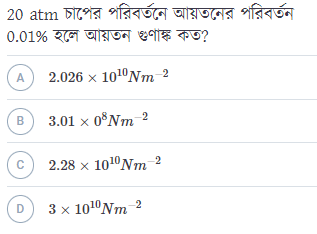 20 atm চাপের পরিবর্তনে আয়তনের পরিবর্তন
0.01% হলে আয়তন গুণাঙ্ক কত?
A 2.026 × 10¹⁰Nm⁻²
B 3.01 × 0⁸Nm⁻²
C 2.28 × 10¹⁰Nm⁻²
D 3 × 10¹⁰Nm⁻²